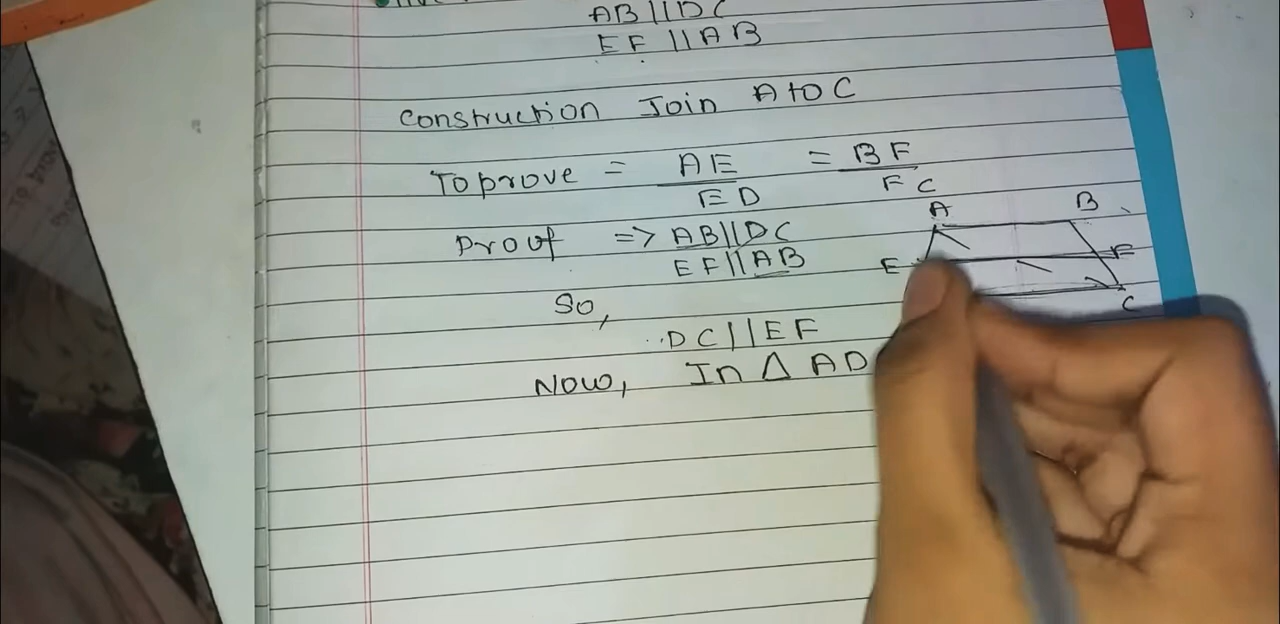 AB||DC
EF ||AB
Construction Join A to C
To prove = AE/ED = BF/FC
Proof => AB||DC
EF||AB
So,
DC||EF
Now, In Δ AD
A B
E F
C